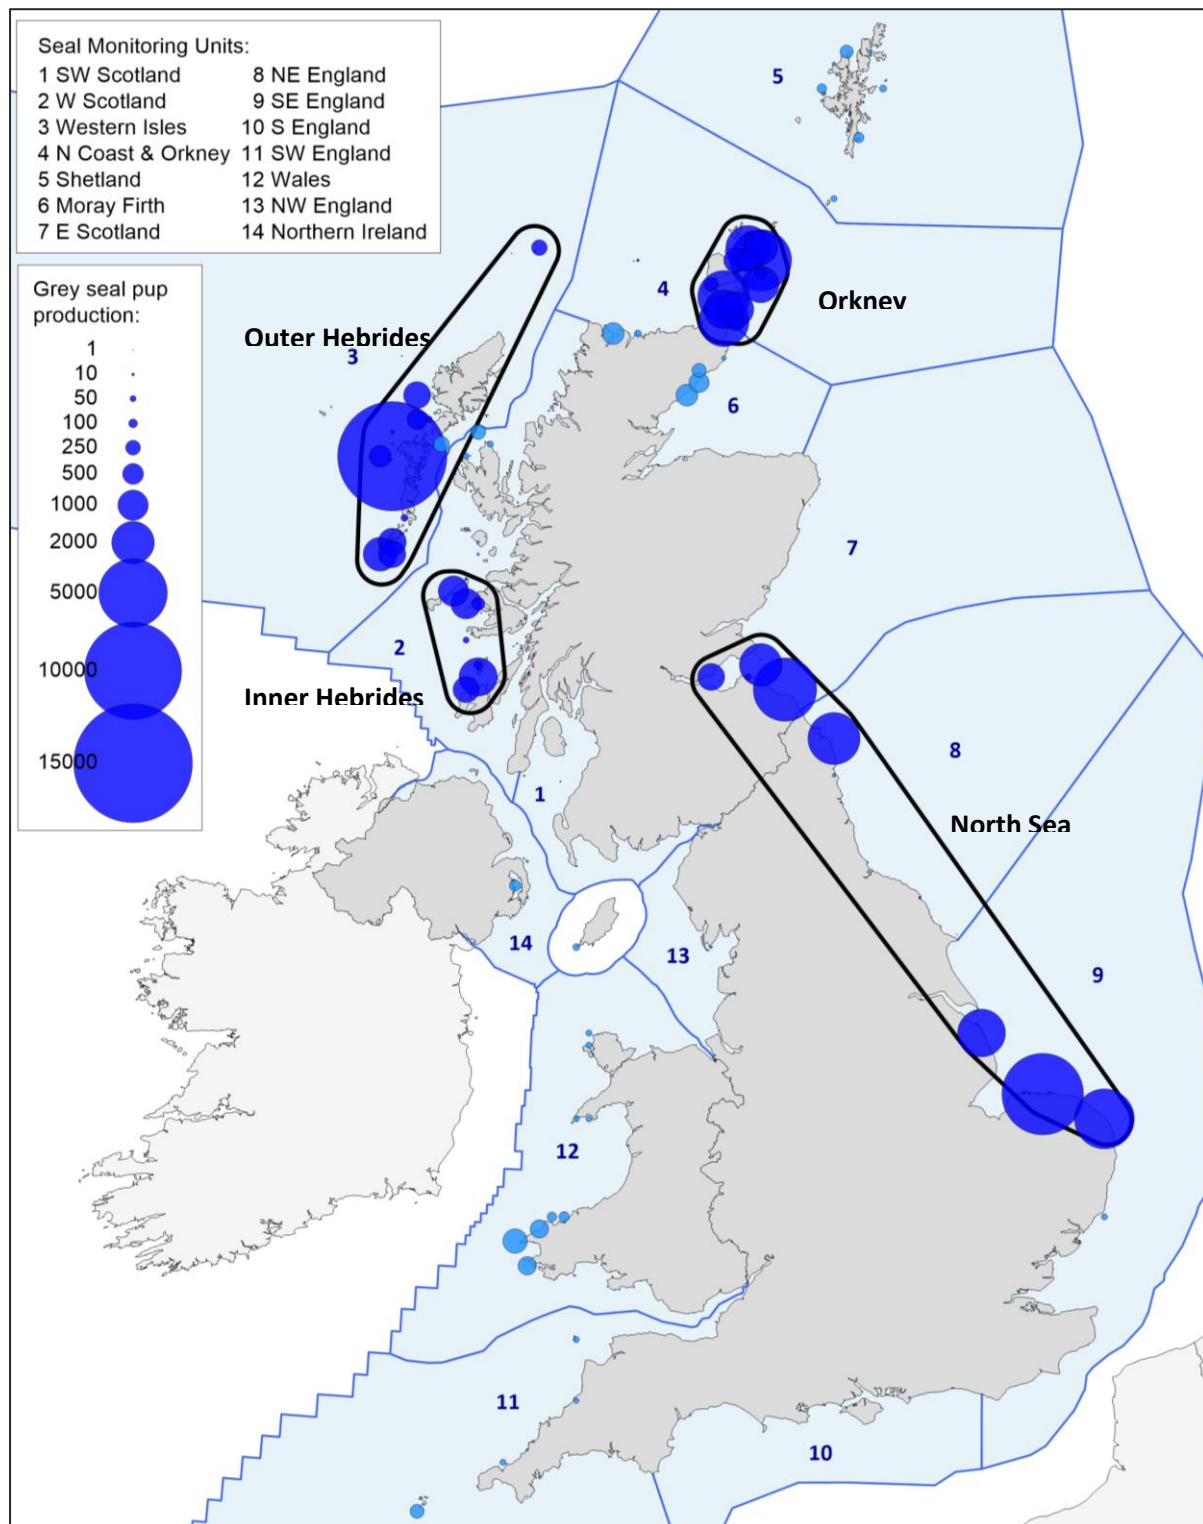 Seal Monitoring Units:
1 SW Scotland
2 W Scotland
3 Western Isles
4 N Coast & Orkney
5 Shetland
6 Moray Firth
7 E Scotland
8 NE England
9 SE England
10 S England
11 SW England
12 Wales
13 NW England
14 Northern Ireland
Grey seal pup
production:
1
10
50
100
250
500
1000
2000
5000
10000
15000
5
4
Orkney
Outer Hebrides
3
6
7
2
Inner Hebrides
8
1
North Sea
14
13
9
12
11
10